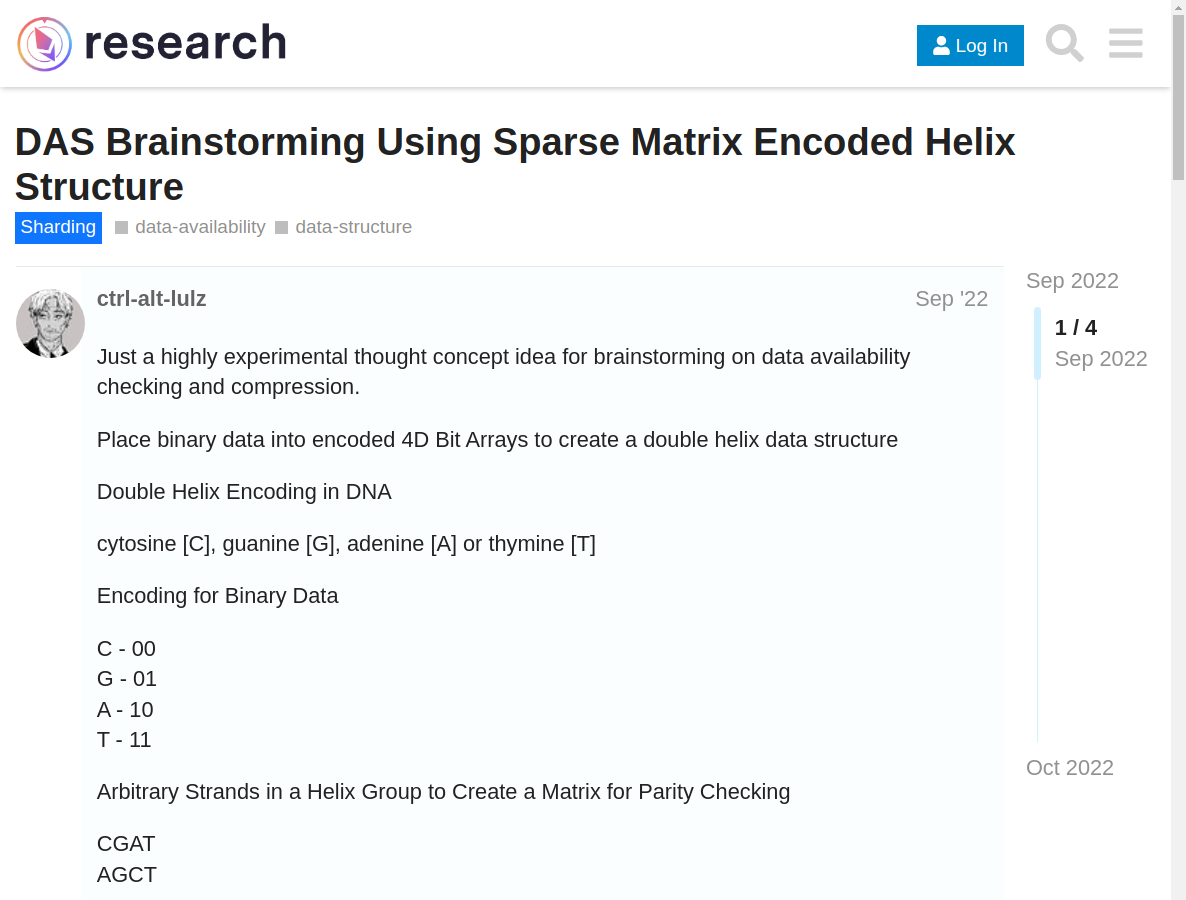 research
Log In
DAS Brainstorming Using Sparse Matrix Encoded Helix
Structure
Sharding data-availability data-structure
ctrl-alt-lulz
Sep '22
Just a highly experimental thought concept idea for brainstorming on data availability
checking and compression.
Place binary data into encoded 4D Bit Arrays to create a double helix data structure
Double Helix Encoding in DNA
cytosine [C], guanine [G], adenine [A] or thymine [T]
Encoding for Binary Data
C - 00
G - 01
A - 10
T - 11
Arbitrary Strands in a Helix Group to Create a Matrix for Parity Checking
CGAT
AGCT
Sep 2022
1 / 4
Sep 2022
Oct 2022